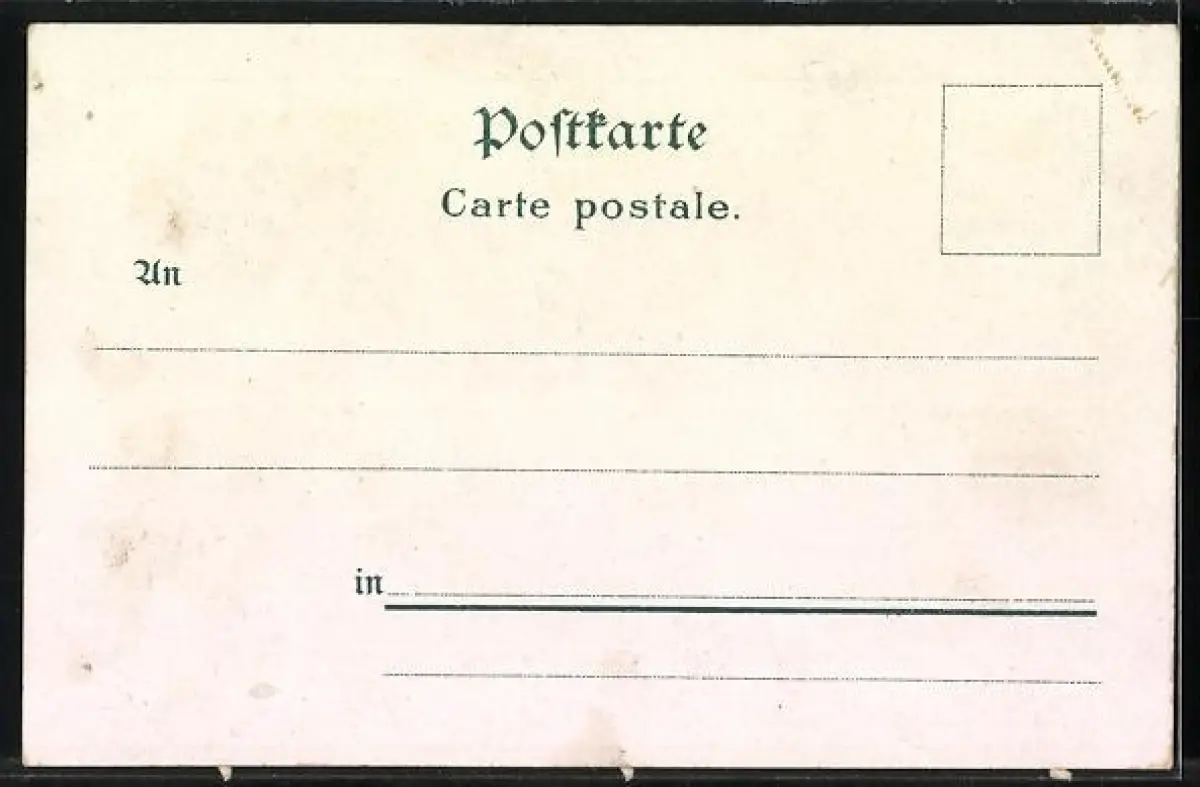 Poſtkarte
Carte postale.
An
in